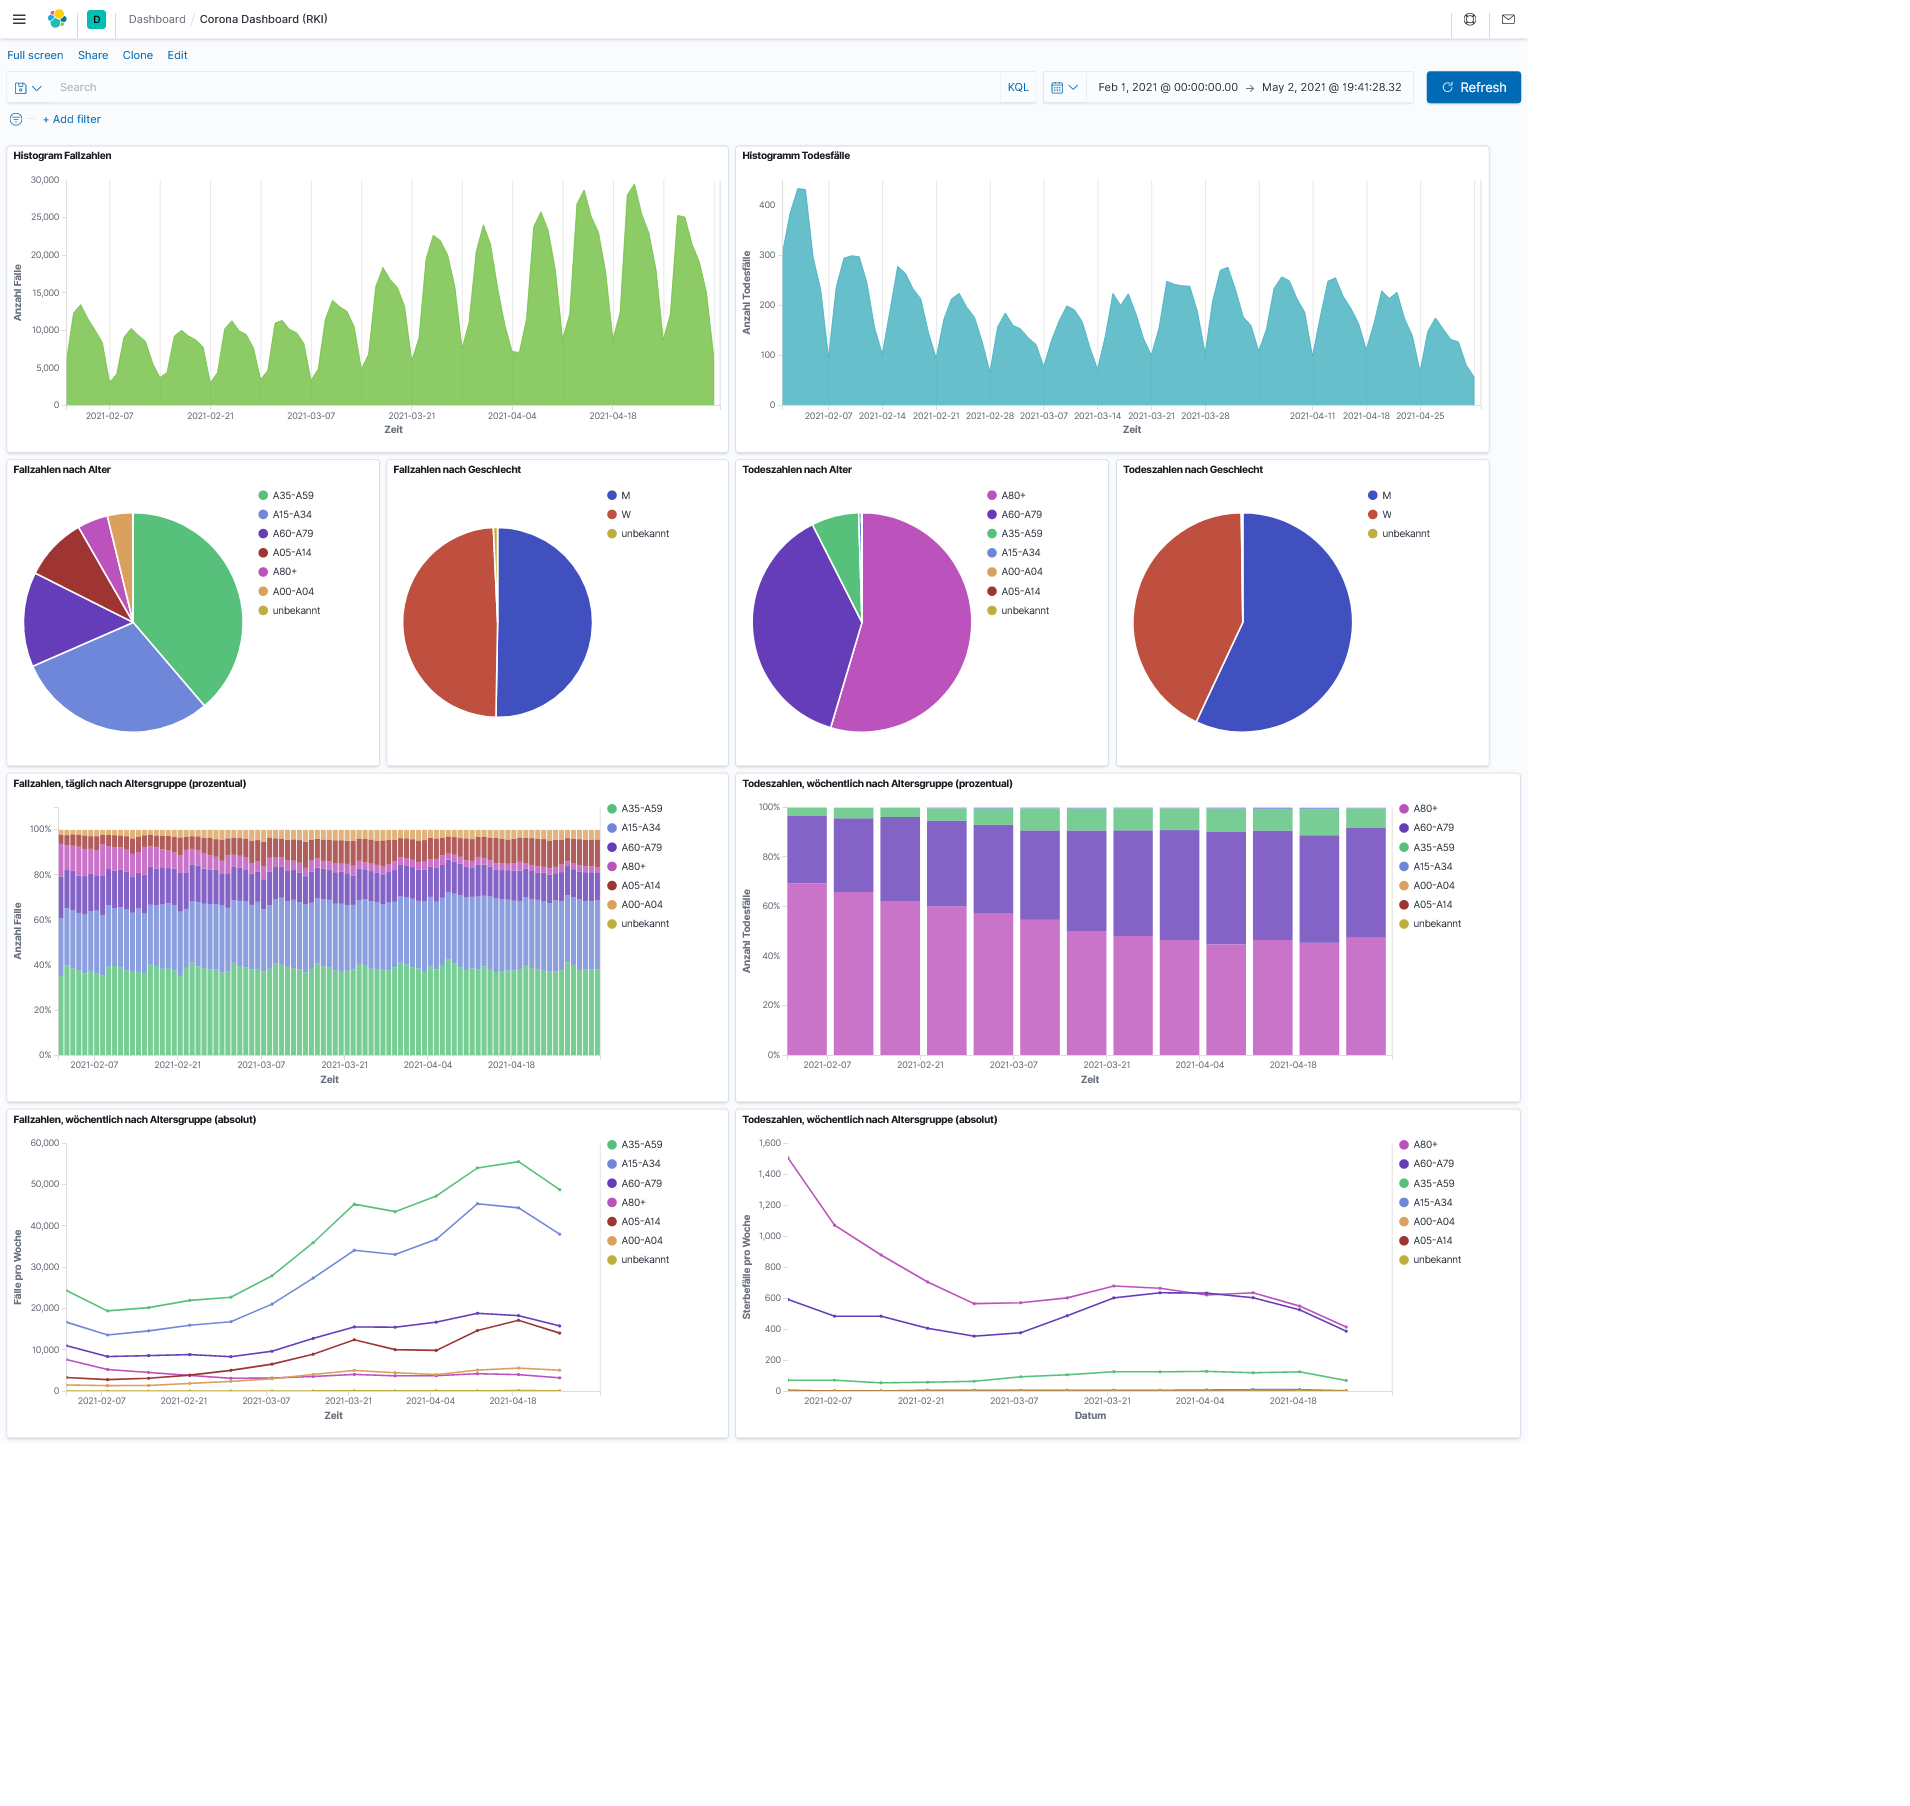 D Dashboard / Corona Dashboard (RKI)
Full screen Share Clone Edit
Search KQL Feb 1, 2021 @ 00:00:00.00 → May 2, 2021 @ 19:41:28.32 Refresh
+ Add filter
Histogram Fallzahlen
Anzahl Fälle
30,000
25,000
20,000
15,000
10,000
5,000
0
2021-02-07 2021-02-21 2021-03-07 2021-03-21 2021-04-04 2021-04-18
Zeit
Histogramm Todesfälle
Anzahl Todesfälle
400
300
200
100
0
2021-02-07 2021-02-14 2021-02-21 2021-02-28 2021-03-07 2021-03-14 2021-03-21 2021-03-28 2021-04-11 2021-04-18 2021-04-25
Zeit
Fallzahlen nach Alter
A35-A59
A15-A34
A60-A79
A05-A14
A80+
A00-A04
unbekannt
Fallzahlen nach Geschlecht
M
W
unbekannt
Todeszahlen nach Alter
A80+
A60-A79
A35-A59
A15-A34
A00-A04
A05-A14
unbekannt
Todeszahlen nach Geschlecht
M
W
unbekannt
Fallzahlen, täglich nach Altersgruppe (prozentual)
Anzahl Fälle
100%
80%
60%
40%
20%
0%
2021-02-07 2021-02-21 2021-03-07 2021-03-21 2021-04-04 2021-04-18
Zeit
A35-A59
A15-A34
A60-A79
A80+
A05-A14
A00-A04
unbekannt
Todeszahlen, wöchentlich nach Altersgruppe (prozentual)
Anzahl Todesfälle
100%
80%
60%
40%
20%
0%
2021-02-07 2021-02-21 2021-03-07 2021-03-21 2021-04-04 2021-04-18
Zeit
A80+
A60-A79
A35-A59
A15-A34
A00-A04
A05-A14
unbekannt
Fallzahlen, wöchentlich nach Altersgruppe (absolut)
Fälle pro Woche
60,000
50,000
40,000
30,000
20,000
10,000
0
2021-02-07 2021-02-21 2021-03-07 2021-03-21 2021-04-04 2021-04-18
Zeit
A35-A59
A15-A34
A60-A79
A80+
A05-A14
A00-A04
unbekannt
Todeszahlen, wöchentlich nach Altersgruppe (absolut)
Sterbefälle pro Woche
1,600
1,400
1,200
1,000
800
600
400
200
0
2021-02-07 2021-02-21 2021-03-07 2021-03-21 2021-04-04 2021-04-18
Datum
A80+
A60-A79
A35-A59
A15-A34
A00-A04
A05-A14
unbekannt